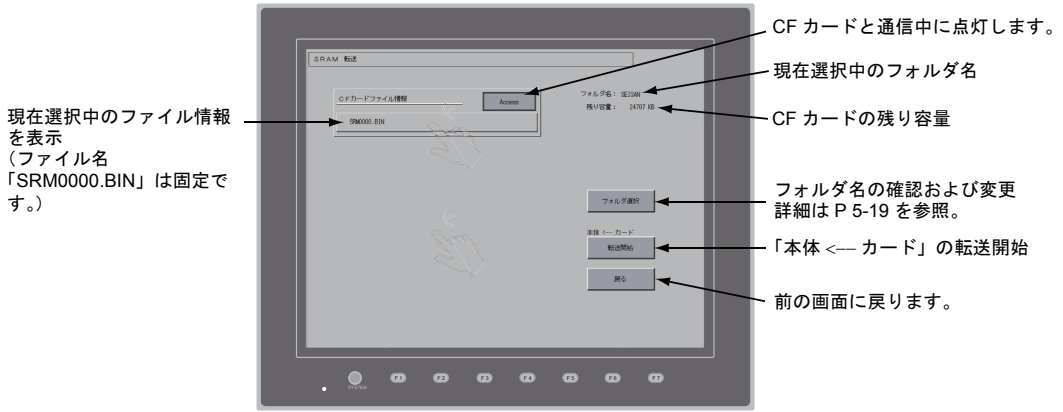 CF カードと通信中に点灯します。
現在選択中のフォルダ名
CF カードの残り容量
現在選択中のファイル情報
を表示
（ファイル名
「SRM0000.BIN」は固定で
す。）
SRAM 転送
CFカードファイル情報
Access
SRM0000.BIN
フォルダ名： SEISAN
残り容量： 24707 KB
フォルダ選択
本体 <-- カード
転送開始
戻る
フォルダ名の確認および変更
詳細は P 5-19 を参照。
「本体 <-- カード」の転送開始
前の画面に戻ります。
SYSTEM
F1 F2 F3 F4 F5 F6 F7